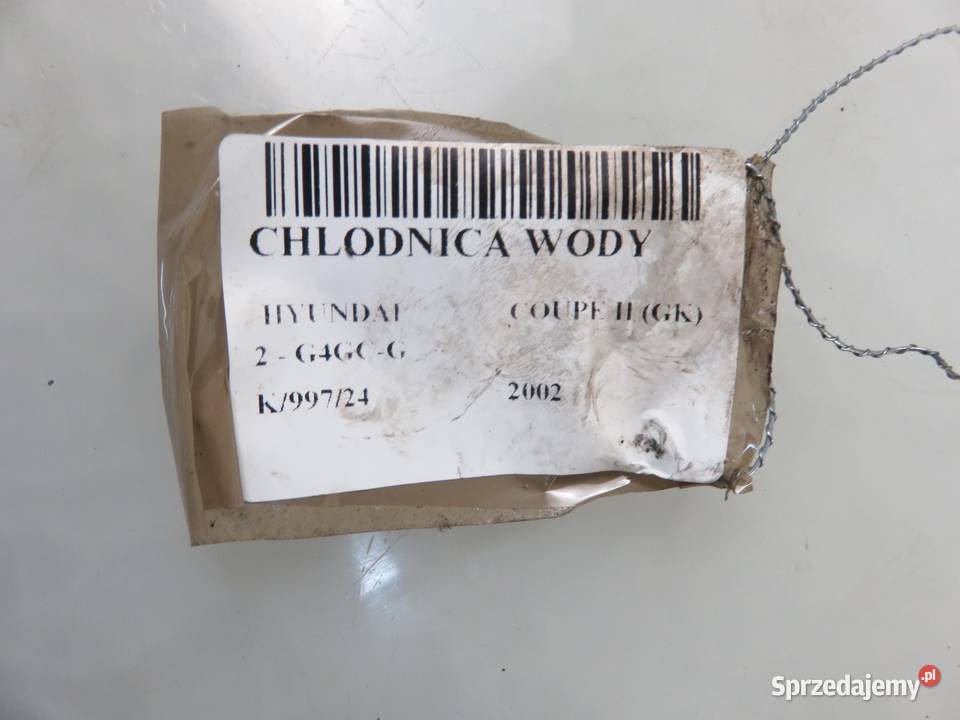 CHLODNICA WODY
HYUNDAI COUPE II (GK)
2 - G4GC-G
K/997/24 2002
Sprzedajemy.pl